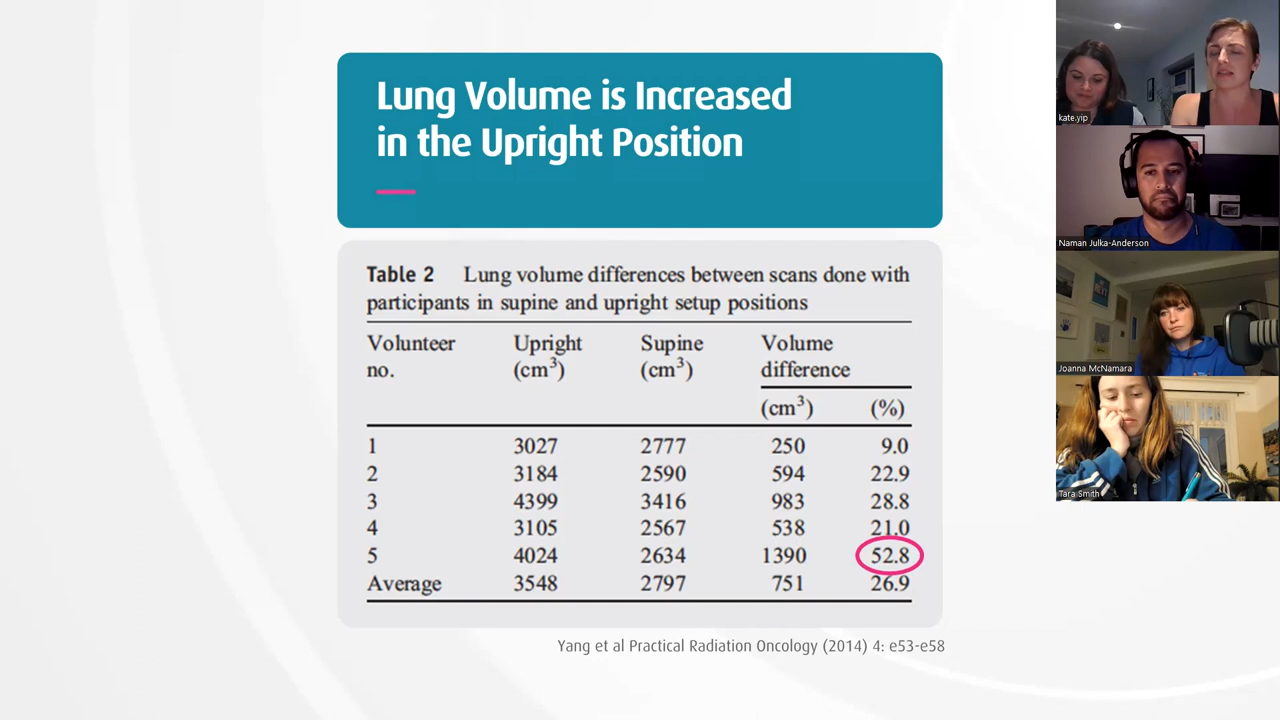 Lung Volume is Increased
in the Upright Position
Table 2 Lung volume differences between scans done with
participants in supine and upright setup positions
Volunteer no. Upright (cm³) Supine (cm³) Volume difference
(cm³) (%)
1 3027 2777 250 9.0
2 3184 2590 594 22.9
3 4399 3416 983 28.8
4 3105 2567 538 21.0
5 4024 2634 1390 52.8
Average 3548 2797 751 26.9
Yang et al Practical Radiation Oncology (2014) 4: e53-e58
kate.yip
Naman Julka-Anderson
Joanna McNamara
Tara Smith